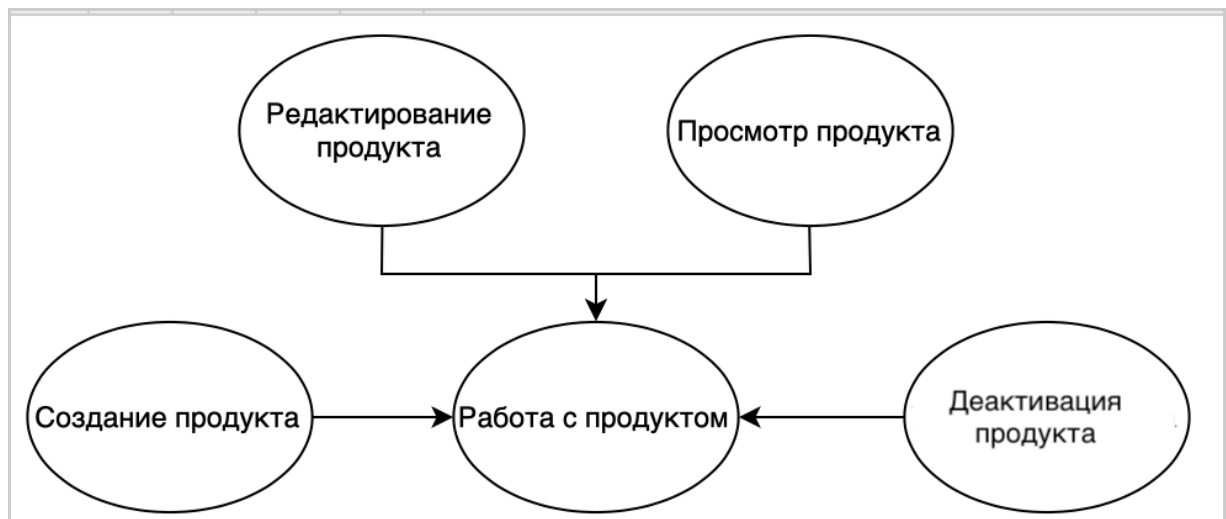 Редактирование
продукта
Просмотр продукта
Создание продукта
Работа с продуктом
Деактивация
продукта